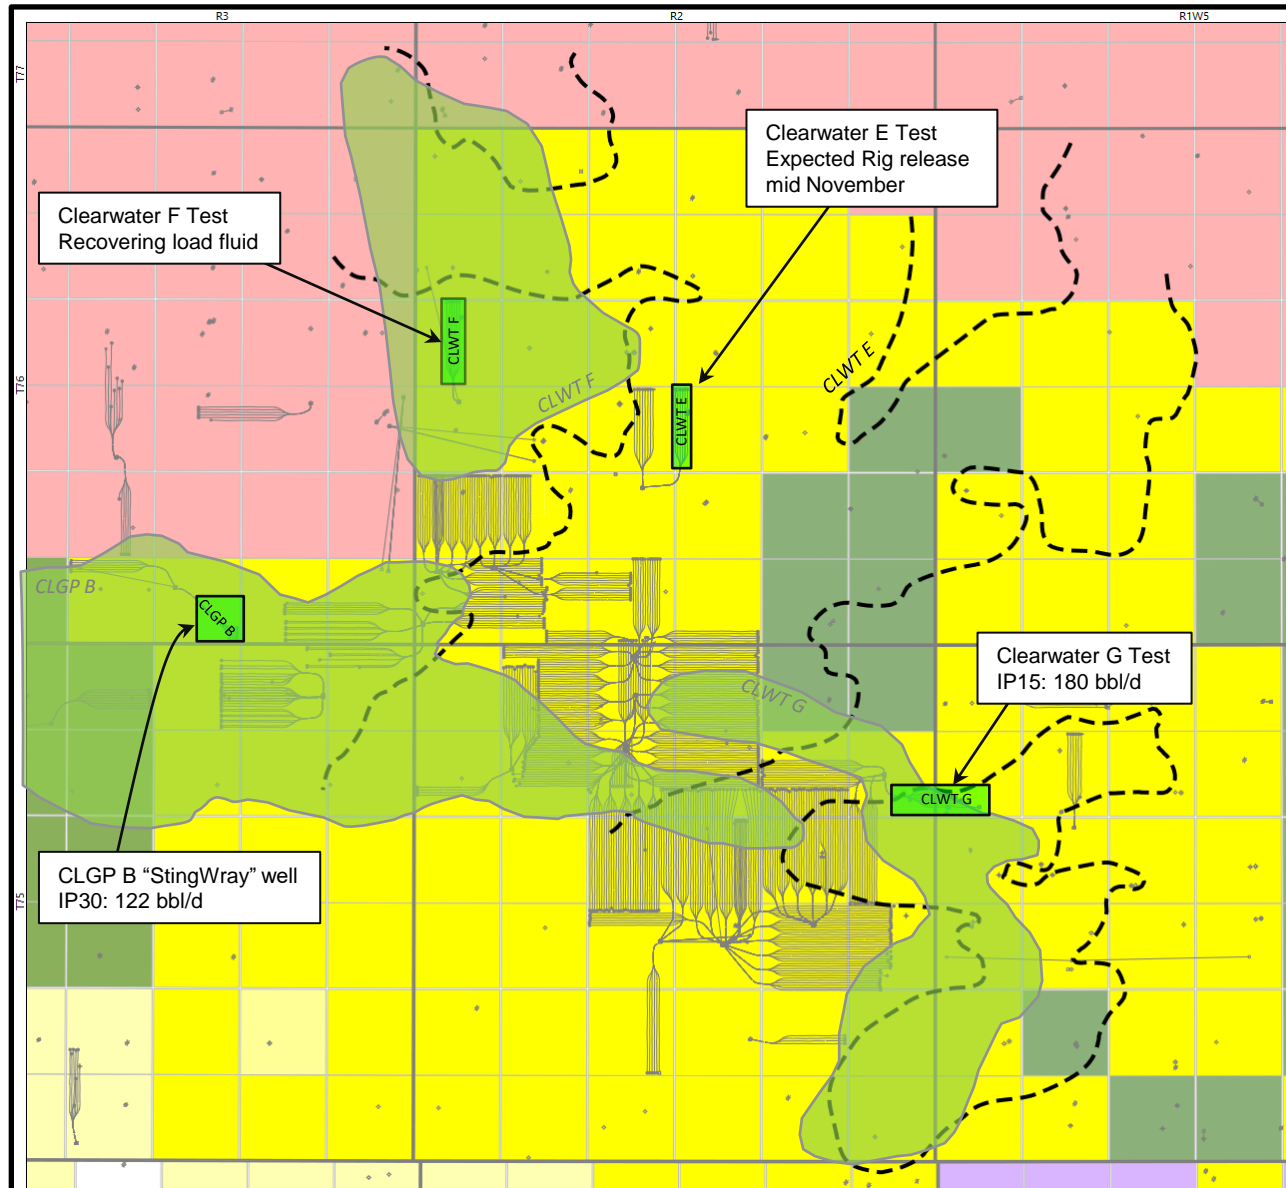 R3
R2
R1W5
T77
Clearwater E Test
Expected Rig release
mid November
Clearwater F Test
Recovering load fluid
CLWT F
CLWT E
T76
CLWT F
CLWT E
CLGP B
CLGP B
Clearwater G Test
IP15: 180 bbl/d
CLWT G
CLWT G
CLGP B “StingWray” well
IP30: 122 bbl/d
T75